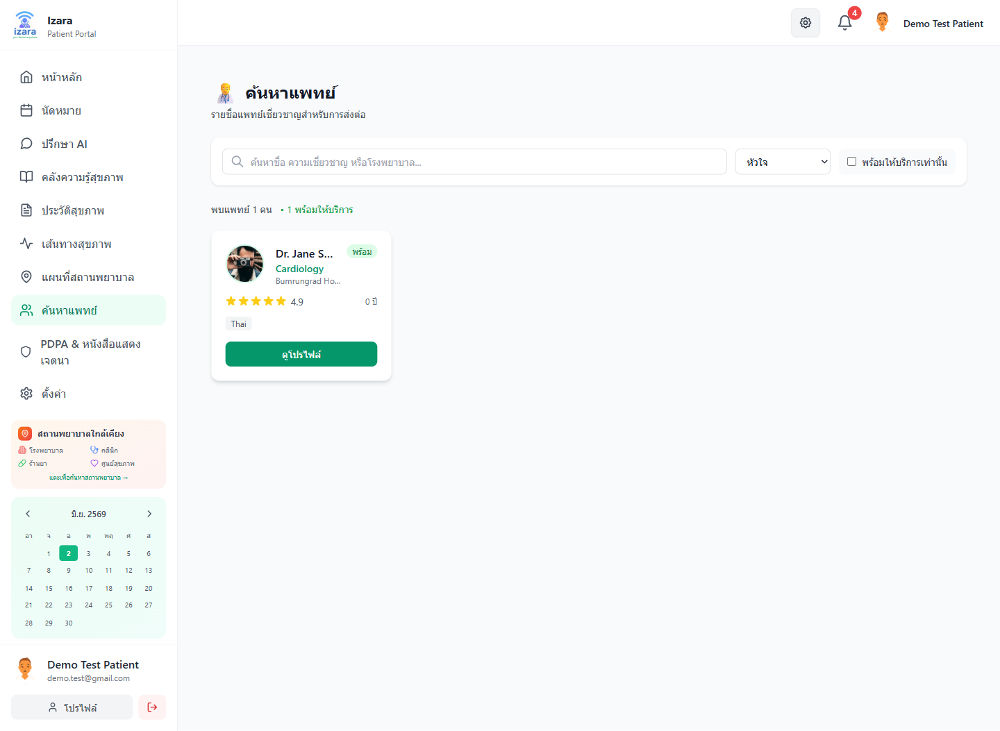 Izara
Patient Portal
izara
หน้าหลัก
นัดหมาย
ปรึกษา AI
คลังความรู้สุขภาพ
ประวัติสุขภาพ
เส้นทางสุขภาพ
แผนที่สถานพยาบาล
ค้นหาแพทย์
PDPA & หนังสือแสดง
เจตนา
ตั้งค่า
สถานพยาบาลใกล้เคียง
โรงพยาบาล คลินิก
ร้านยา ศูนย์สุขภาพ
แตะเพื่อค้นหาสถานพยาบาล →
มิ.ย. 2569
อา จ อ พ พฤ ศ ส
1 2 3 4 5 6
7 8 9 10 11 12 13
14 15 16 17 18 19 20
21 22 23 24 25 26 27
28 29 30
Demo Test Patient
demo.test@gmail.com
โปรไฟล์
4
Demo Test Patient
ค้นหาแพทย์
รายชื่อแพทย์เชี่ยวชาญสำหรับการส่งต่อ
ค้นหาชื่อ ความเชี่ยวชาญ หรือโรงพยาบาล...
หัวใจ
พร้อมให้บริการเท่านั้น
พบแพทย์ 1 คน • 1 พร้อมให้บริการ
Dr. Jane S...
พร้อม
Cardiology
Bumrungrad Ho...
4.9
0 ปี
Thai
ดูโปรไฟล์